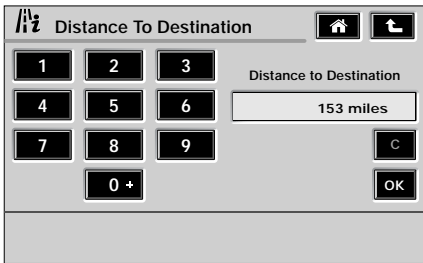 Distance To Destination
1 2 3 Distance to Destination
4 5 6 153 miles
7 8 9 C
0 + OK